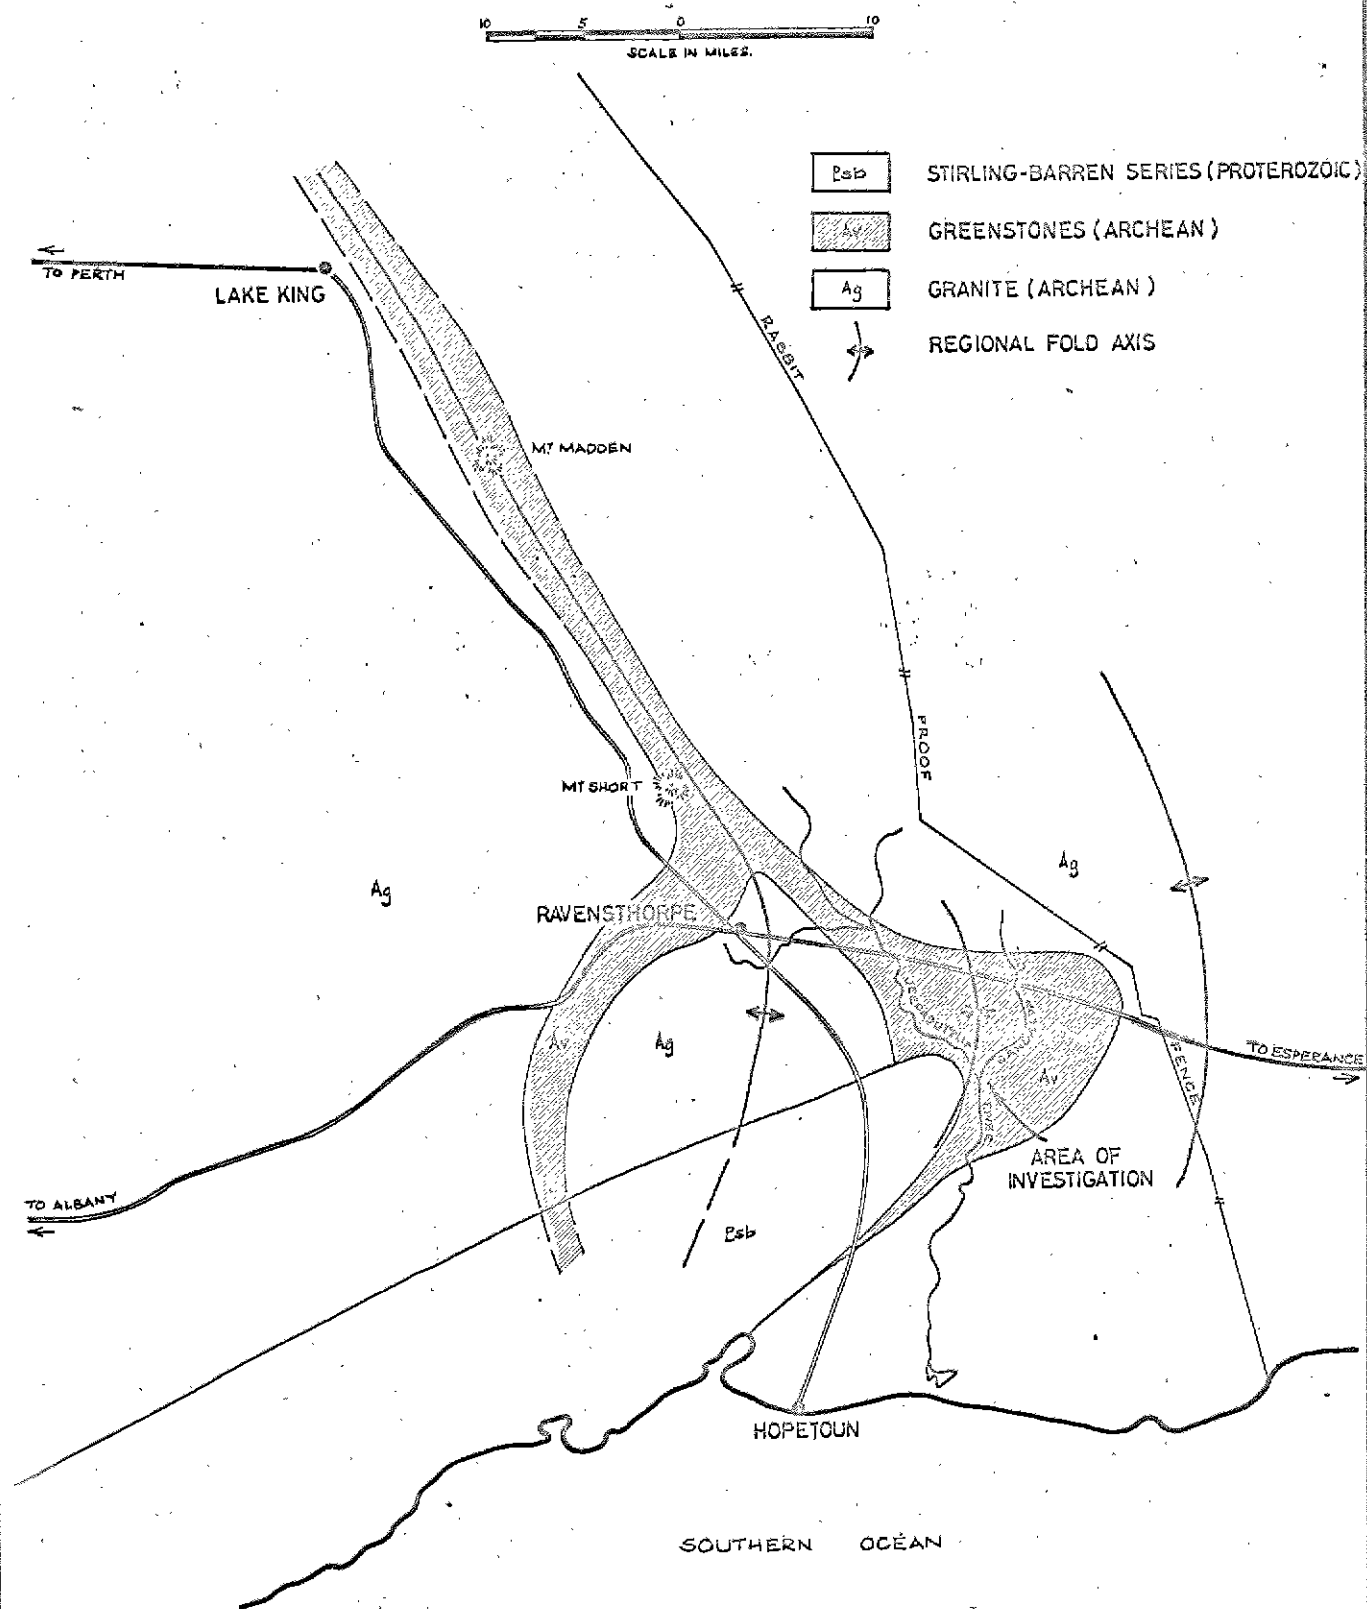 10 5 0 10
SCALE IN MILES.
Psb STIRLING-BARREN SERIES (PROTEROZOIC)
Av GREENSTONES (ARCHEAN)
Ag GRANITE (ARCHEAN)
REGIONAL FOLD AXIS
TO PERTH
LAKE KING
RABBIT
MT MADDEN
PROOF
MT SHORT
Ag
Ag
RAVENSTHORPE
Av
Ag
Av
FENCE
TO ESPERANCE
RIVER
AREA OF
INVESTIGATION
TO ALBANY
Psb
HOPETOUN
SOUTHERN OCEAN